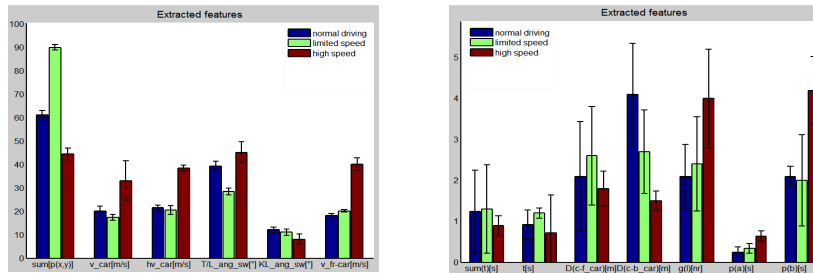 Extracted features
100
90
80
70
60
50
40
30
20
10
0
normal driving
limited speed
high speed
sum[p(x,y)] v_car[m/s] hv_car[m/s] T/L_ang_sw[°] KL_ang_sw[°] v_fr-car[m/s]
Extracted features
5
4
3
2
1
0
normal driving
limited speed
high speed
sum(t)[s] t[s] D(c-f_car)[m] D(c-b_car)[m] g(l)[nr] p(a)[s] p(b)[s]